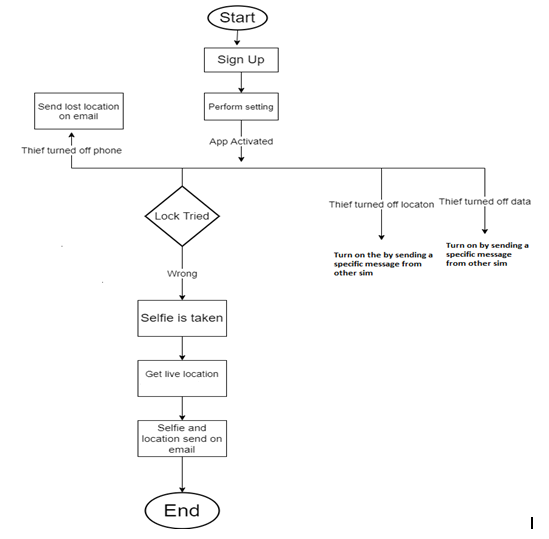 Start
Sign Up
Perform setting
App Activated
Send lost location
on email
Thief turned off phone
Lock Tried
Thief turned off locaton
Thief turned off data
Turn on the by sending a
specific message from
other sim
Turn on by sending a
specific message
from other sim
Wrong
Selfie is taken
Get live location
Selfie and
location send on
email
End